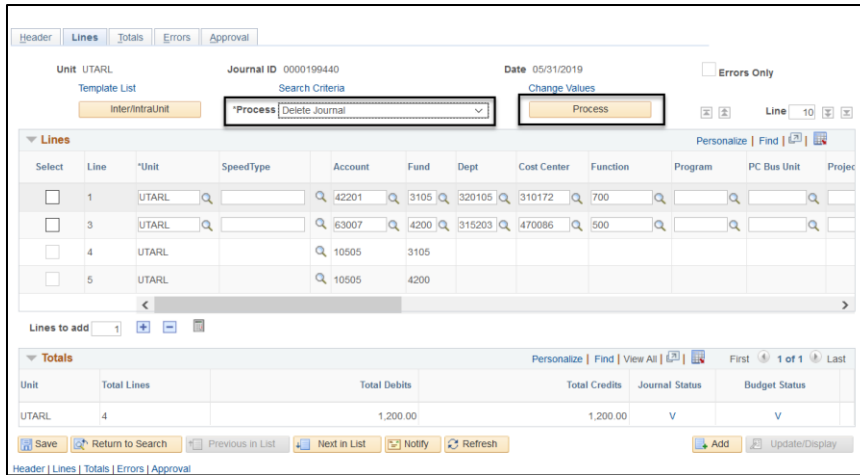 Header Lines Totals Errors Approval
Unit UTARL Journal ID 0000199440 Date 05/31/2019 Errors Only
Template List Search Criteria Change Values
Inter/IntraUnit *Process Delete Journal Process Line 10
Lines Personalize | Find |
Select Line *Unit SpeedType Account Fund Dept Cost Center Function Program PC Bus Unit Projec
1 UTARL 42201 3105 320105 310172 700
3 UTARL 63007 4200 315203 470086 500
4 UTARL 10505 3105
5 UTARL 10505 4200
Lines to add 1
Totals Personalize | Find | View All | First 1 of 1 Last
Unit Total Lines Total Debits Total Credits Journal Status Budget Status
UTARL 4 1,200.00 1,200.00 V V
Save Return to Search Previous in List Next in List Notify Refresh Add Update/Display
Header | Lines | Totals | Errors | Approval